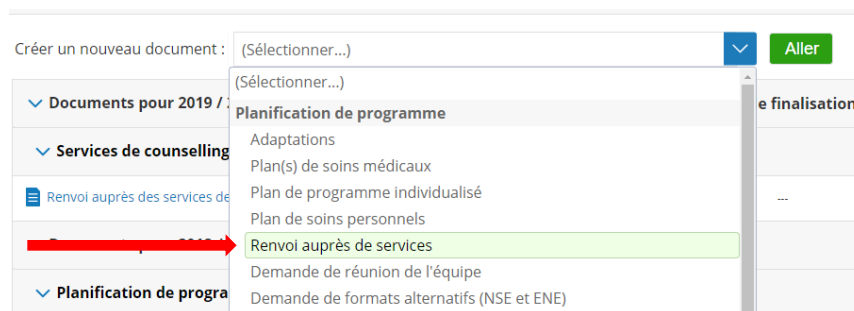 Créer un nouveau document : (Sélectionner...) Aller
(Sélectionner...)
Documents pour 2019 / e finalisation
Planification de programme
Adaptations
Services de counselling
Plan(s) de soins médicaux
Renvoi auprès des services de ---
Plan de programme individualisé
Plan de soins personnels
Renvoi auprès de services
Demande de réunion de l'équipe
Planification de progra
Demande de formats alternatifs (NSE et ENE)